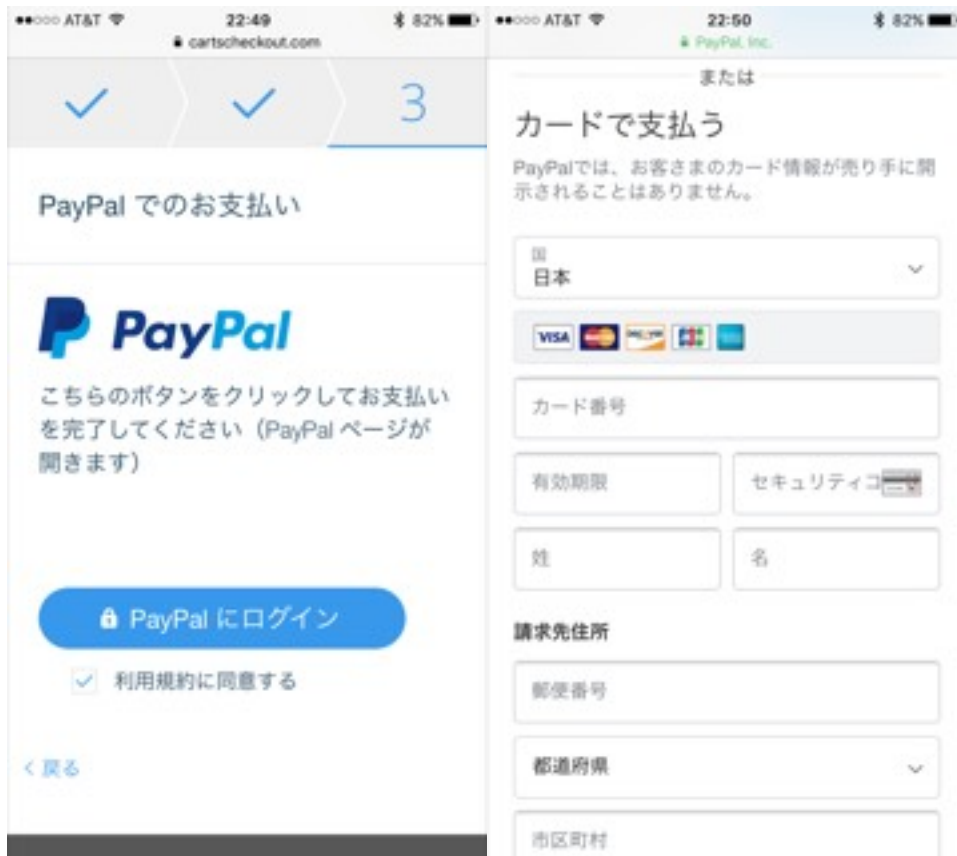 AT&T 22:49 82%
cartscheckout.com
3
PayPal でのお支払い
PayPal
こちらのボタンをクリックしてお支払い
を完了してください（PayPal ページが
開きます）
PayPal にログイン
利用規約に同意する
< 戻る
AT&T 22:50 82%
PayPal, Inc.
または
カードで支払う
PayPalでは、お客さまのカード情報が売り手に開
示されることはありません。
国
日本
VISA
カード番号
有効期限 セキュリティコ
姓 名
請求先住所
郵便番号
都道府県
市区町村